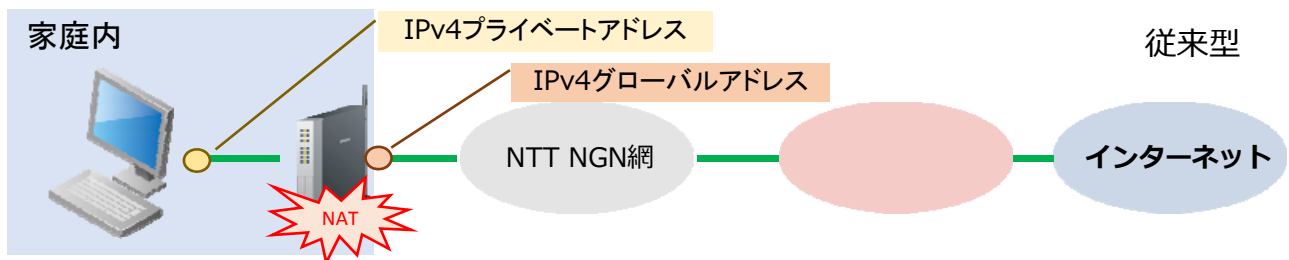 家庭内
IPv4プライベートアドレス
従来型
IPv4グローバルアドレス
NTT NGN網
インターネット
NAT